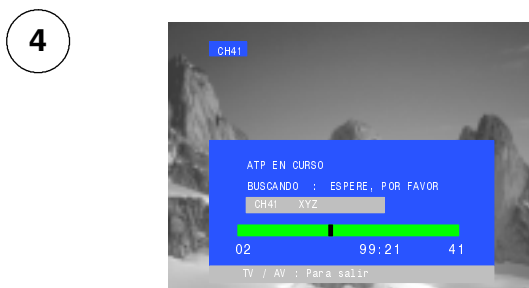 4
CH41
ATP EN CURSO
BUSCANDO : ESPERE, POR FAVOR
CH41 XYZ
02 99:21 41
TV / AV : Para salir